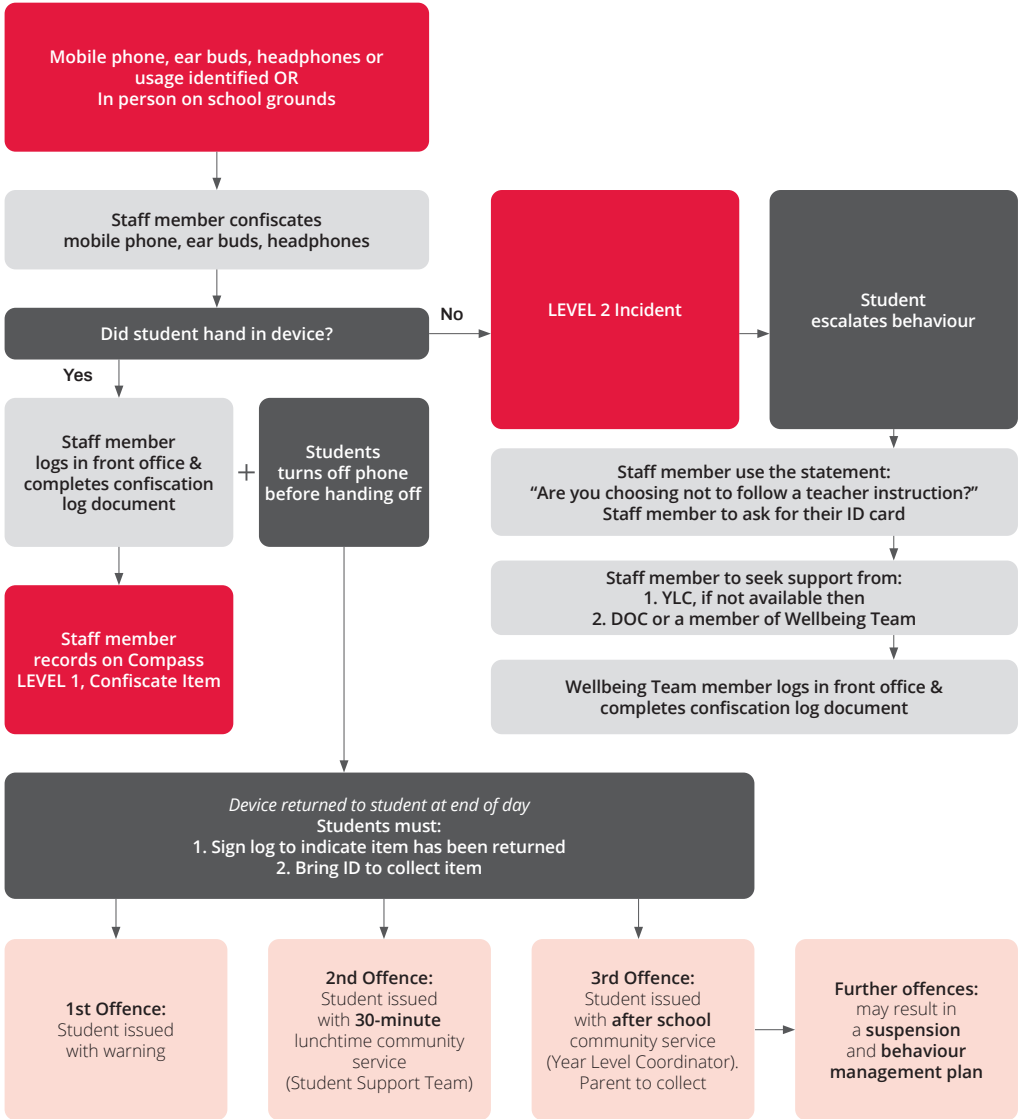 Mobile phone, ear buds, headphones or
usage identified OR
In person on school grounds
Staff member confiscates
mobile phone, ear buds, headphones
Did student hand in device?
No
LEVEL 2 Incident
Student
escalates behaviour
Yes
Staff member
logs in front office &
completes confiscation
log document
+
Students
turns off phone
before handing off
Staff member
records on Compass
LEVEL 1, Confiscate Item
Staff member use the statement:
“Are you choosing not to follow a teacher instruction?”
Staff member to ask for their ID card
Staff member to seek support from:
1. YLC, if not available then
2. DOC or a member of Wellbeing Team
Wellbeing Team member logs in front office &
completes confiscation log document
Device returned to student at end of day
Students must:
1. Sign log to indicate item has been returned
2. Bring ID to collect item
1st Offence:
Student issued
with warning
2nd Offence:
Student issued
with 30-minute
lunchtime community
service
(Student Support Team)
3rd Offence:
Student issued
with after school
community service
(Year Level Coordinator).
Parent to collect
Further offences:
may result in
a suspension
and behaviour
management plan